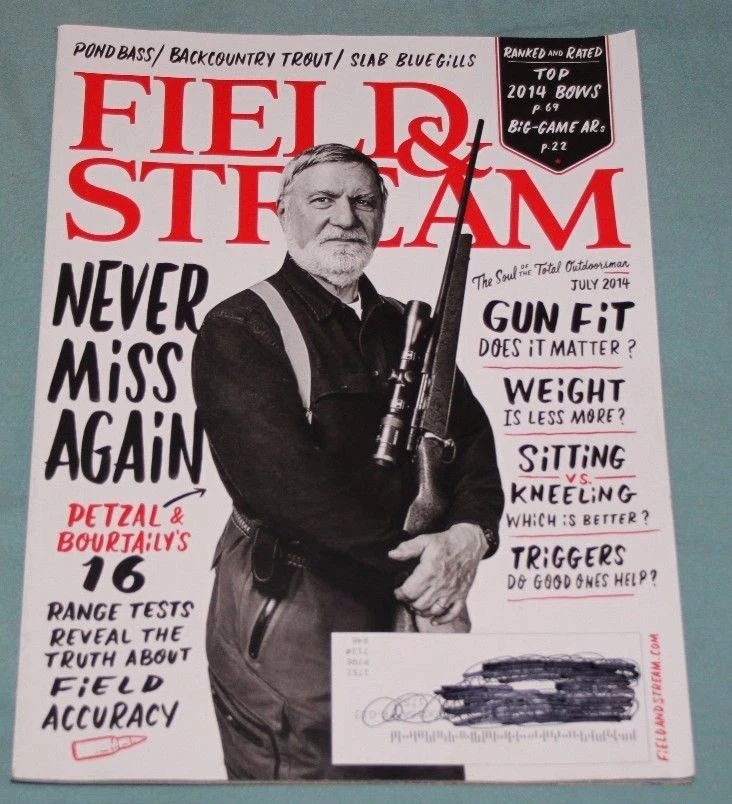 POND BASS/ BACKCOUNTRY TROUT/ SLAB BLUEGILLS
RANKED AND RATED
TOP
2014 BOWS
P. 69
BiG-GAME ARs
P. 22
FIELD &
STREAM
The Soul OF THE Total Outdoorsman
JULY 2014
NEVER
MiSS
AGAiN
PETZAL &
BOURJAiLY'S
16
RANGE TESTS
REVEAL THE
TRUTH ABOUT
FiELD
ACCURACY
GUN FiT
DOES iT MATTER?
WEiGHT
IS LESS MORE?
SiTTiNG
VS.
KNEELiNG
WHICH iS BETTER?
TRiGGERS
DO GOOD ONES HELP?
FIELDANDSTREAM.COM